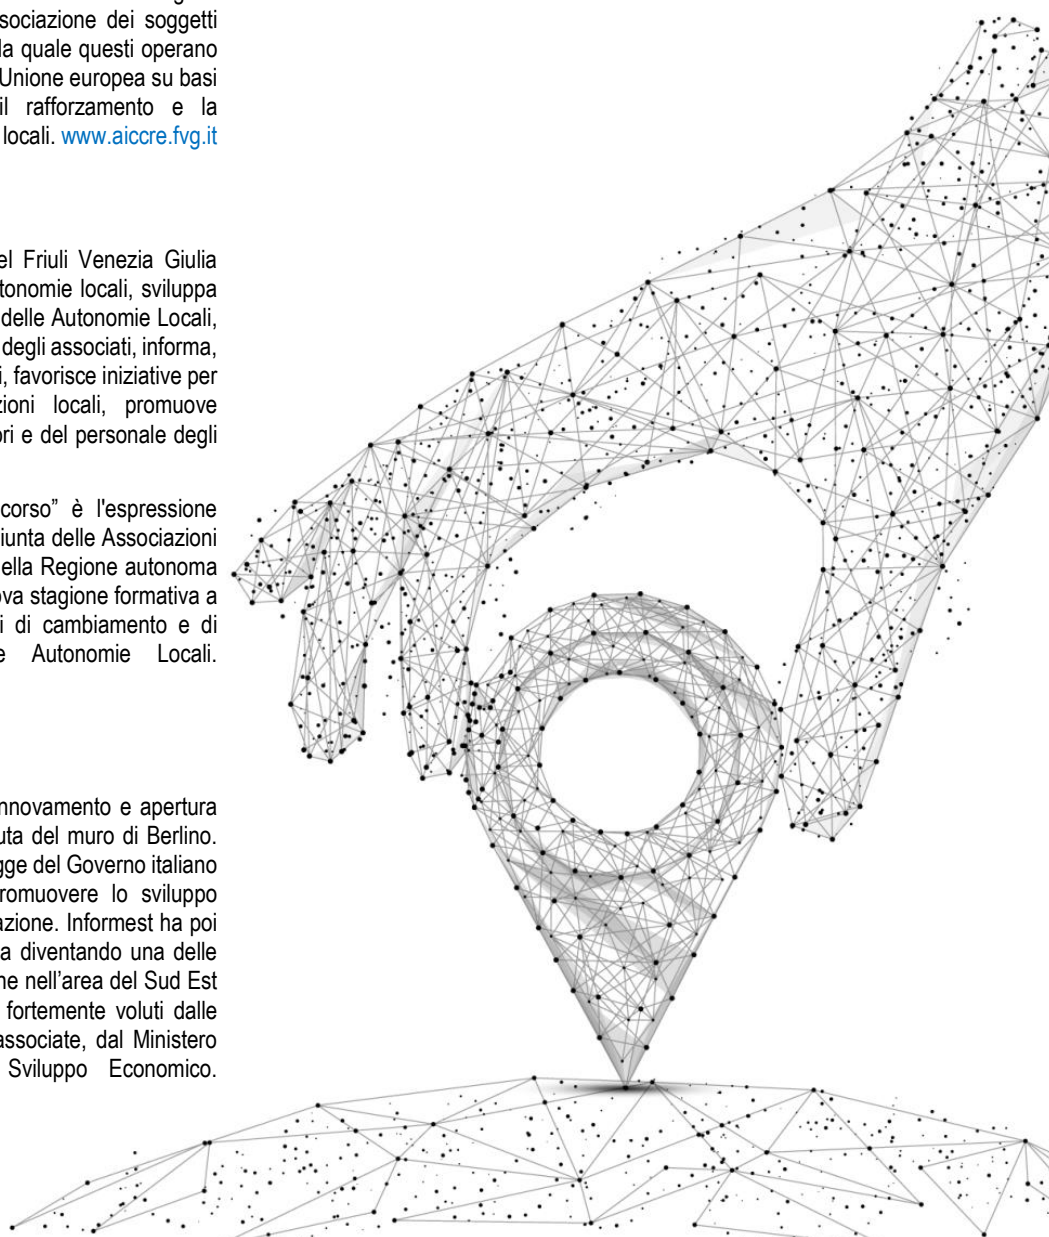 sociazione dei soggetti
la quale questi operano
Unione europea su basi
il rafforzamento e la
locali. www.aiccre.fvg.it
el Friuli Venezia Giulia
tonomie locali, sviluppa
delle Autonomie Locali,
degli associati, informa,
i, favorisce iniziative per
zioni locali, promuove
ori e del personale degli
corso” è l'espressione
iunta delle Associazioni
ella Regione autonoma
ova stagione formativa a
i di cambiamento e di
e Autonomie Locali.
nnovamento e apertura
uta del muro di Berlino.
gge del Governo italiano
romuovere lo sviluppo
azione. Informest ha poi
a diventando una delle
ne nell’area del Sud Est
fortemente voluti dalle
associate, dal Ministero
Sviluppo Economico.